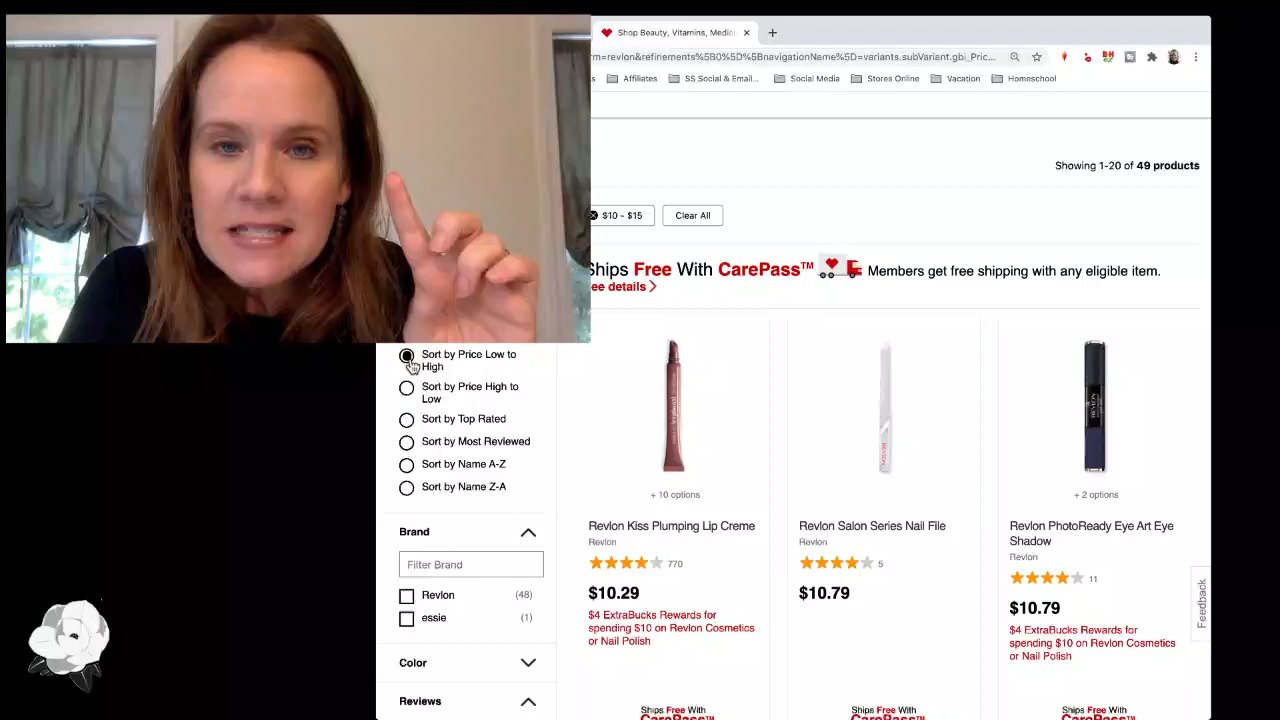 Shop Beauty, Vitamins, Medici
rm=revlon&refinements%5B0%5D%5BnavigationName%5D=variants.subVariant.gbi_Pric...
Affiliates
SS Social & Email...
Social Media
Stores Online
Vacation
Homeschool
Showing 1-20 of 49 products
$10 - $15
Clear All
Ships Free With CarePass™
Members get free shipping with any eligible item.
ee details
Sort by Price Low to
High
Sort by Price High to
Low
Sort by Top Rated
Sort by Most Reviewed
Sort by Name A-Z
Sort by Name Z-A
Brand
Filter Brand
Revlon (48)
essie (1)
Color
Reviews
+ 10 options
Revlon Kiss Plumping Lip Creme
Revlon
770
$10.29
$4 ExtraBucks Rewards for
spending $10 on Revlon Cosmetics
or Nail Polish
Ships Free With
CarePass™
Revlon Salon Series Nail File
Revlon
5
$10.79
Ships Free With
CarePass™
REVLON
+ 2 options
Revlon PhotoReady Eye Art Eye
Shadow
Revlon
11
$10.79
$4 ExtraBucks Rewards for
spending $10 on Revlon Cosmetics
or Nail Polish
Ships Free With
CarePass™
Feedback